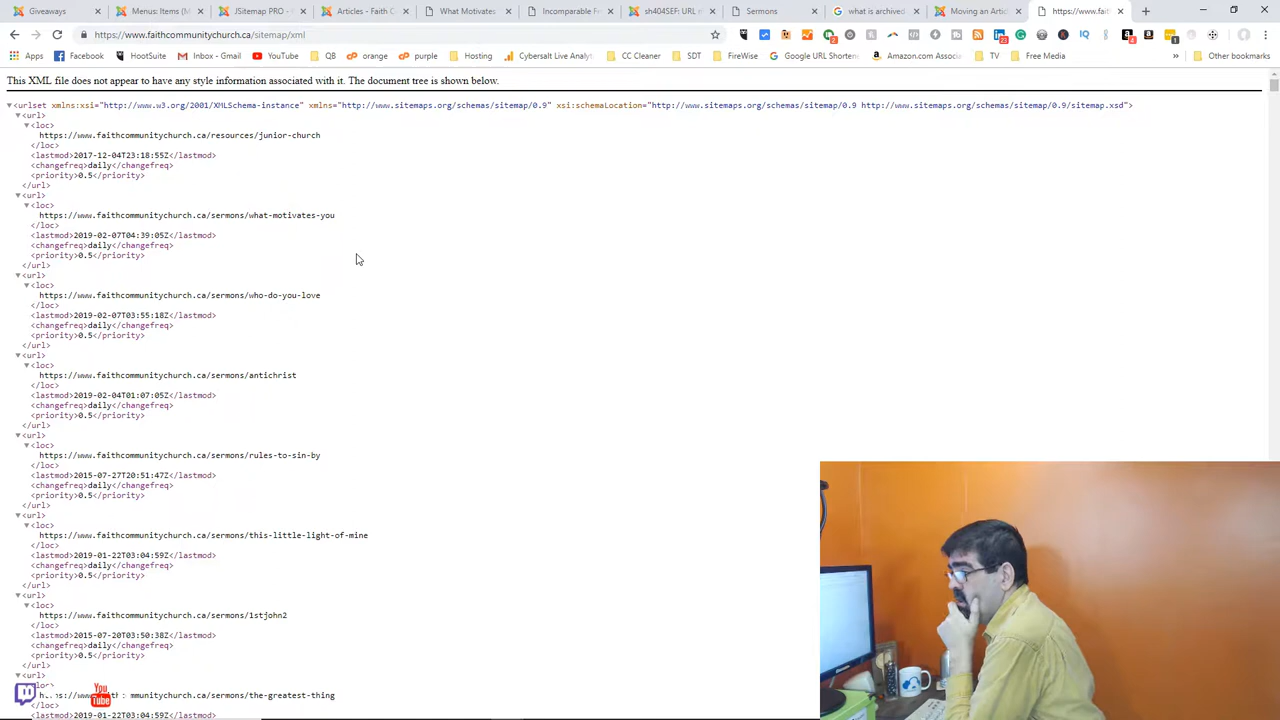 Giveaways
Menus: Items (M
JSitemap PRO -
Articles - Faith C
What Motivates
Incomparable Fr
sh404SEF: URL m
Sermons
what is archived
Moving an Artic
https://www.fait
https://www.faithcommunitychurch.ca/sitemap/xml
Apps
Facebook
Inbox - Gmail
YouTube
QB
orange
purple
Hosting
Cybersalt Live Analy
CC Cleaner
SDT
FireWise
Google URL Shorten
Amazon.com Associ
TV
Free Media
Other bookmarks
This XML file does not appear to have any style information associated with it. The document tree is shown below.
<urlset xmlns:xsi="http://www.w3.org/2001/XMLSchema-instance" xmlns="http://www.sitemaps.org/schemas/sitemap/0.9" xsi:schemaLocation="http://www.sitemaps.org/schemas/sitemap/0.9 http://www.sitemaps.org/schemas/sitemap/0.9/sitemap.xsd">
<url>
<loc>
https://www.faithcommunitychurch.ca/resources/junior-church
</loc>
<lastmod>2017-12-04T23:18:55Z</lastmod>
<changefreq>daily</changefreq>
<priority>0.5</priority>
</url>
<url>
<loc>
https://www.faithcommunitychurch.ca/sermons/what-motivates-you
</loc>
<lastmod>2019-02-07T04:39:05Z</lastmod>
<changefreq>daily</changefreq>
<priority>0.5</priority>
</url>
<url>
<loc>
https://www.faithcommunitychurch.ca/sermons/who-do-you-love
</loc>
<lastmod>2019-02-07T03:55:18Z</lastmod>
<changefreq>daily</changefreq>
<priority>0.5</priority>
</url>
<url>
<loc>
https://www.faithcommunitychurch.ca/sermons/antichrist
</loc>
<lastmod>2019-02-04T01:07:05Z</lastmod>
<changefreq>daily</changefreq>
<priority>0.5</priority>
</url>
<url>
<loc>
https://www.faithcommunitychurch.ca/sermons/rules-to-sin-by
</loc>
<lastmod>2015-07-27T20:51:47Z</lastmod>
<changefreq>daily</changefreq>
<priority>0.5</priority>
</url>
<url>
<loc>
https://www.faithcommunitychurch.ca/sermons/this-little-light-of-mine
</loc>
<lastmod>2019-01-22T03:04:59Z</lastmod>
<changefreq>daily</changefreq>
<priority>0.5</priority>
</url>
<url>
<loc>
https://www.faithcommunitychurch.ca/sermons/1stjohn2
</loc>
<lastmod>2015-07-20T03:50:38Z</lastmod>
<changefreq>daily</changefreq>
<priority>0.5</priority>
</url>
<url>
mmunitychurch.ca/sermons/the-greatest-thing
</loc>
<lastmod>2019-01-22T03:04:59Z</lastmod>
You
Tube